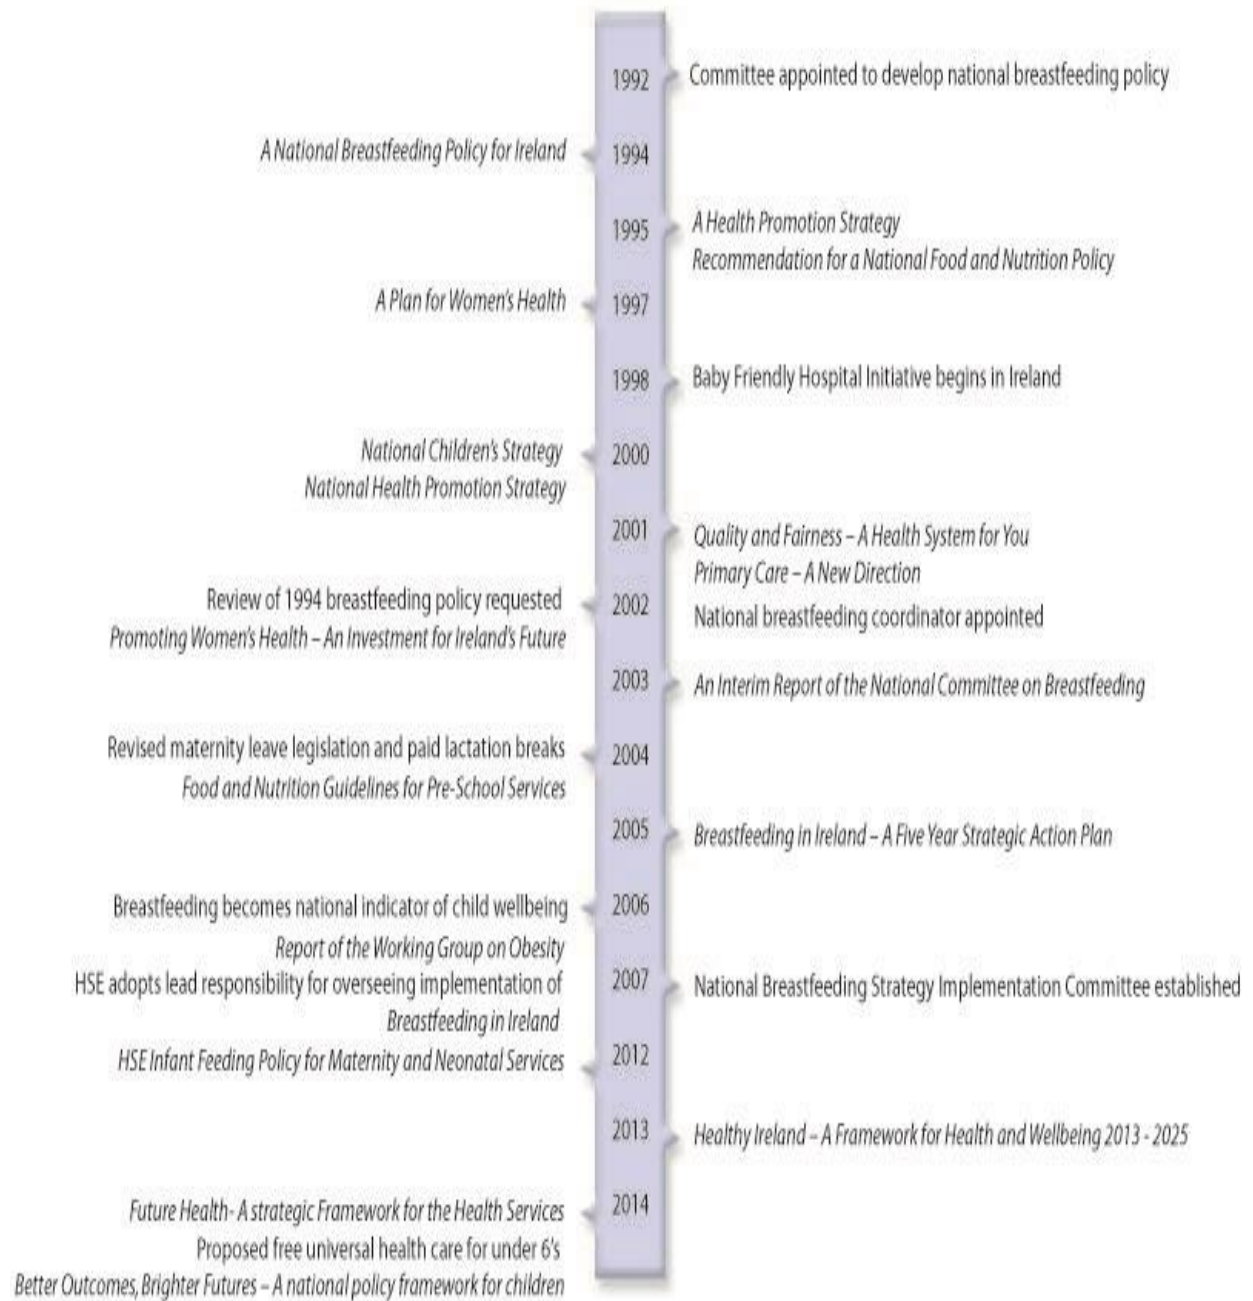 1992
Committee appointed to develop national breastfeeding policy
A National Breastfeeding Policy for Ireland
1994
1995
A Health Promotion Strategy
Recommendation for a National Food and Nutrition Policy
A Plan for Women's Health
1997
1998
Baby Friendly Hospital Initiative begins in Ireland
National Children's Strategy
National Health Promotion Strategy
2000
2001
Quality and Fairness – A Health System for You
Primary Care – A New Direction
Review of 1994 breastfeeding policy requested
Promoting Women's Health – An Investment for Ireland's Future
2002
National breastfeeding coordinator appointed
2003
An Interim Report of the National Committee on Breastfeeding
Revised maternity leave legislation and paid lactation breaks
Food and Nutrition Guidelines for Pre-School Services
2004
2005
Breastfeeding in Ireland – A Five Year Strategic Action Plan
Breastfeeding becomes national indicator of child wellbeing
2006
Report of the Working Group on Obesity
HSE adopts lead responsibility for overseeing implementation of
Breastfeeding in Ireland
2007
National Breastfeeding Strategy Implementation Committee established
HSE Infant Feeding Policy for Maternity and Neonatal Services
2012
2013
Healthy Ireland – A Framework for Health and Wellbeing 2013 - 2025
2014
Future Health- A strategic Framework for the Health Services
Proposed free universal health care for under 6's
Better Outcomes, Brighter Futures – A national policy framework for children